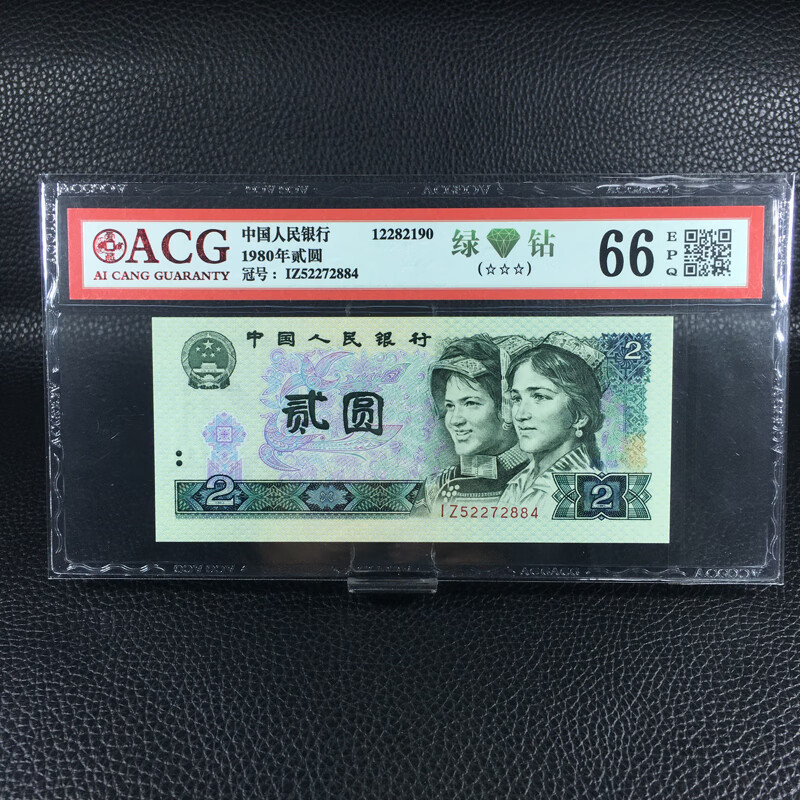 ACG
AI CANG GUARANTY
中国人民银行 12282190
1980年贰圆
冠号： IZ52272884
绿 钻
(☆☆☆)
66
EPQ
中国人民银行
2
贰圆
2
2
IZ52272884